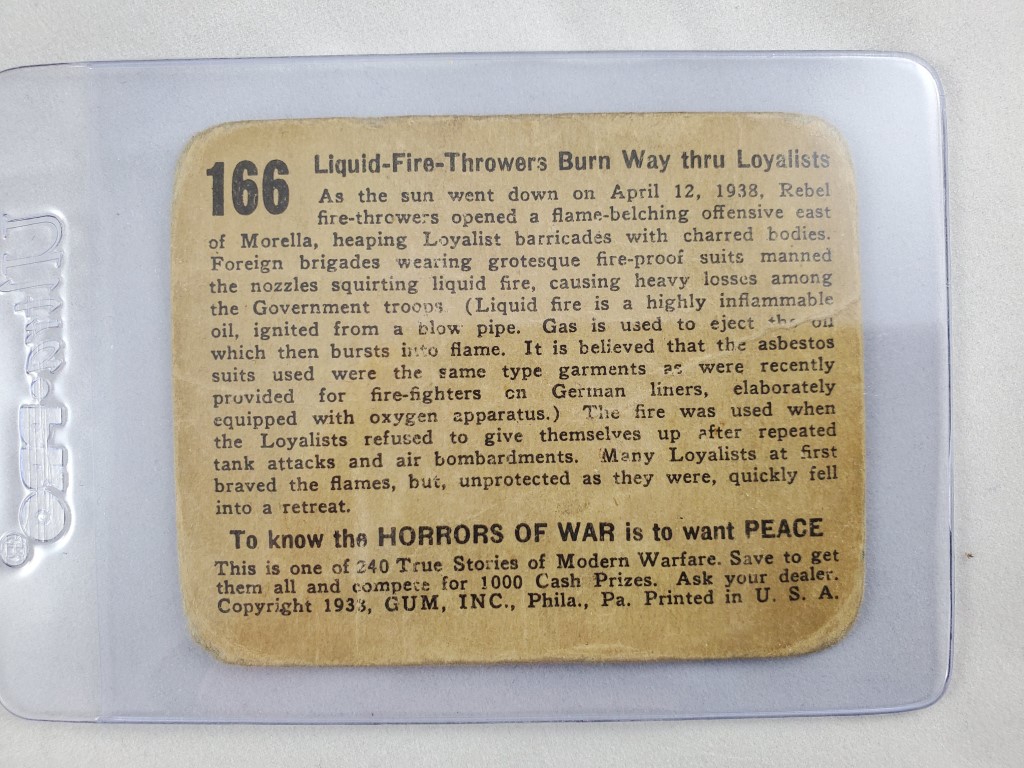 166 Liquid-Fire-Throwers Burn Way thru Loyalists
As the sun went down on April 12, 1938, Rebel
fire-throwers opened a flame-belching offensive east
of Morella, heaping Loyalist barricades with charred bodies.
Foreign brigades wearing grotesque fire-proof suits manned
the nozzles squirting liquid fire, causing heavy losses among
the Government troops. (Liquid fire is a highly inflammable
oil, ignited from a blow pipe. Gas is used to eject the oil
which then bursts into flame. It is believed that the asbestos
suits used were the same type garments as were recently
provided for fire-fighters on German liners, elaborately
equipped with oxygen apparatus.) The fire was used when
the Loyalists refused to give themselves up after repeated
tank attacks and air bombardments. Many Loyalists at first
braved the flames, but, unprotected as they were, quickly fell
into a retreat.
To know the HORRORS OF WAR is to want PEACE
This is one of 240 True Stories of Modern Warfare. Save to get
them all and compete for 1000 Cash Prizes. Ask your dealer.
Copyright 1938, GUM, INC., Phila., Pa. Printed in U. S. A.
ULTRA-PRO